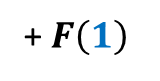 + F(1)